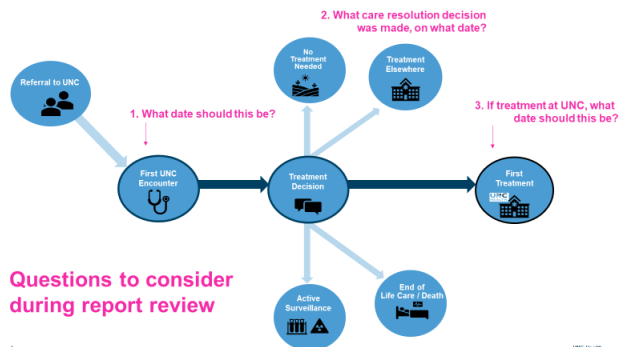 2. What care resolution decision
was made, on what date?
No
Treatment
Needed
Treatment
Elsewhere
Referral to UNC
1. What date should this be?
3. If treatment at UNC, what
date should this be?
First UNC
Encounter
Treatment
Decision
First
Treatment
UNC
Questions to consider
during report review
Active
Surveillance
End of
Life Care / Death